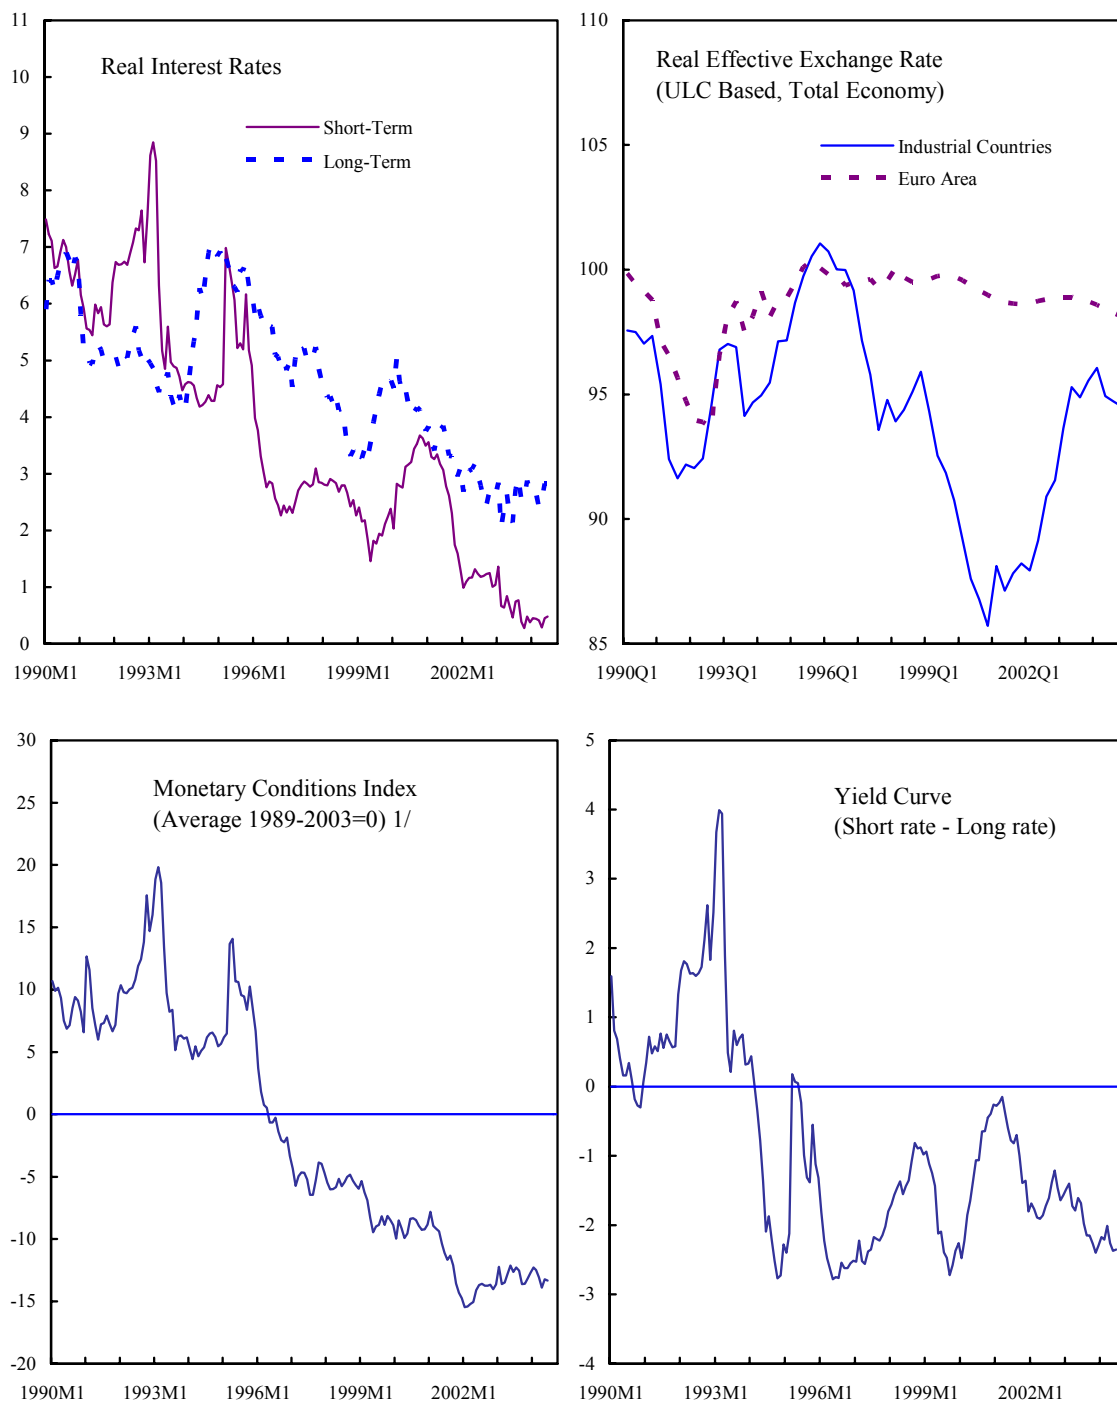 11
10
9
8
7
6
5
4
3
2
1
0
Real Interest Rates
Short-Term
Long-Term
1990M1 1993M1 1996M1 1999M1 2002M1
110
105
100
95
90
85
Real Effective Exchange Rate
(ULC Based, Total Economy)
Industrial Countries
Euro Area
1990Q1 1993Q1 1996Q1 1999Q1 2002Q1
30
25
20
15
10
5
0
-5
-10
-15
-20
Monetary Conditions Index
(Average 1989-2003=0) 1/
1990M1 1993M1 1996M1 1999M1 2002M1
5
4
3
2
1
0
-1
-2
-3
-4
Yield Curve
(Short rate - Long rate)
1990M1 1993M1 1996M1 1999M1 2002M1